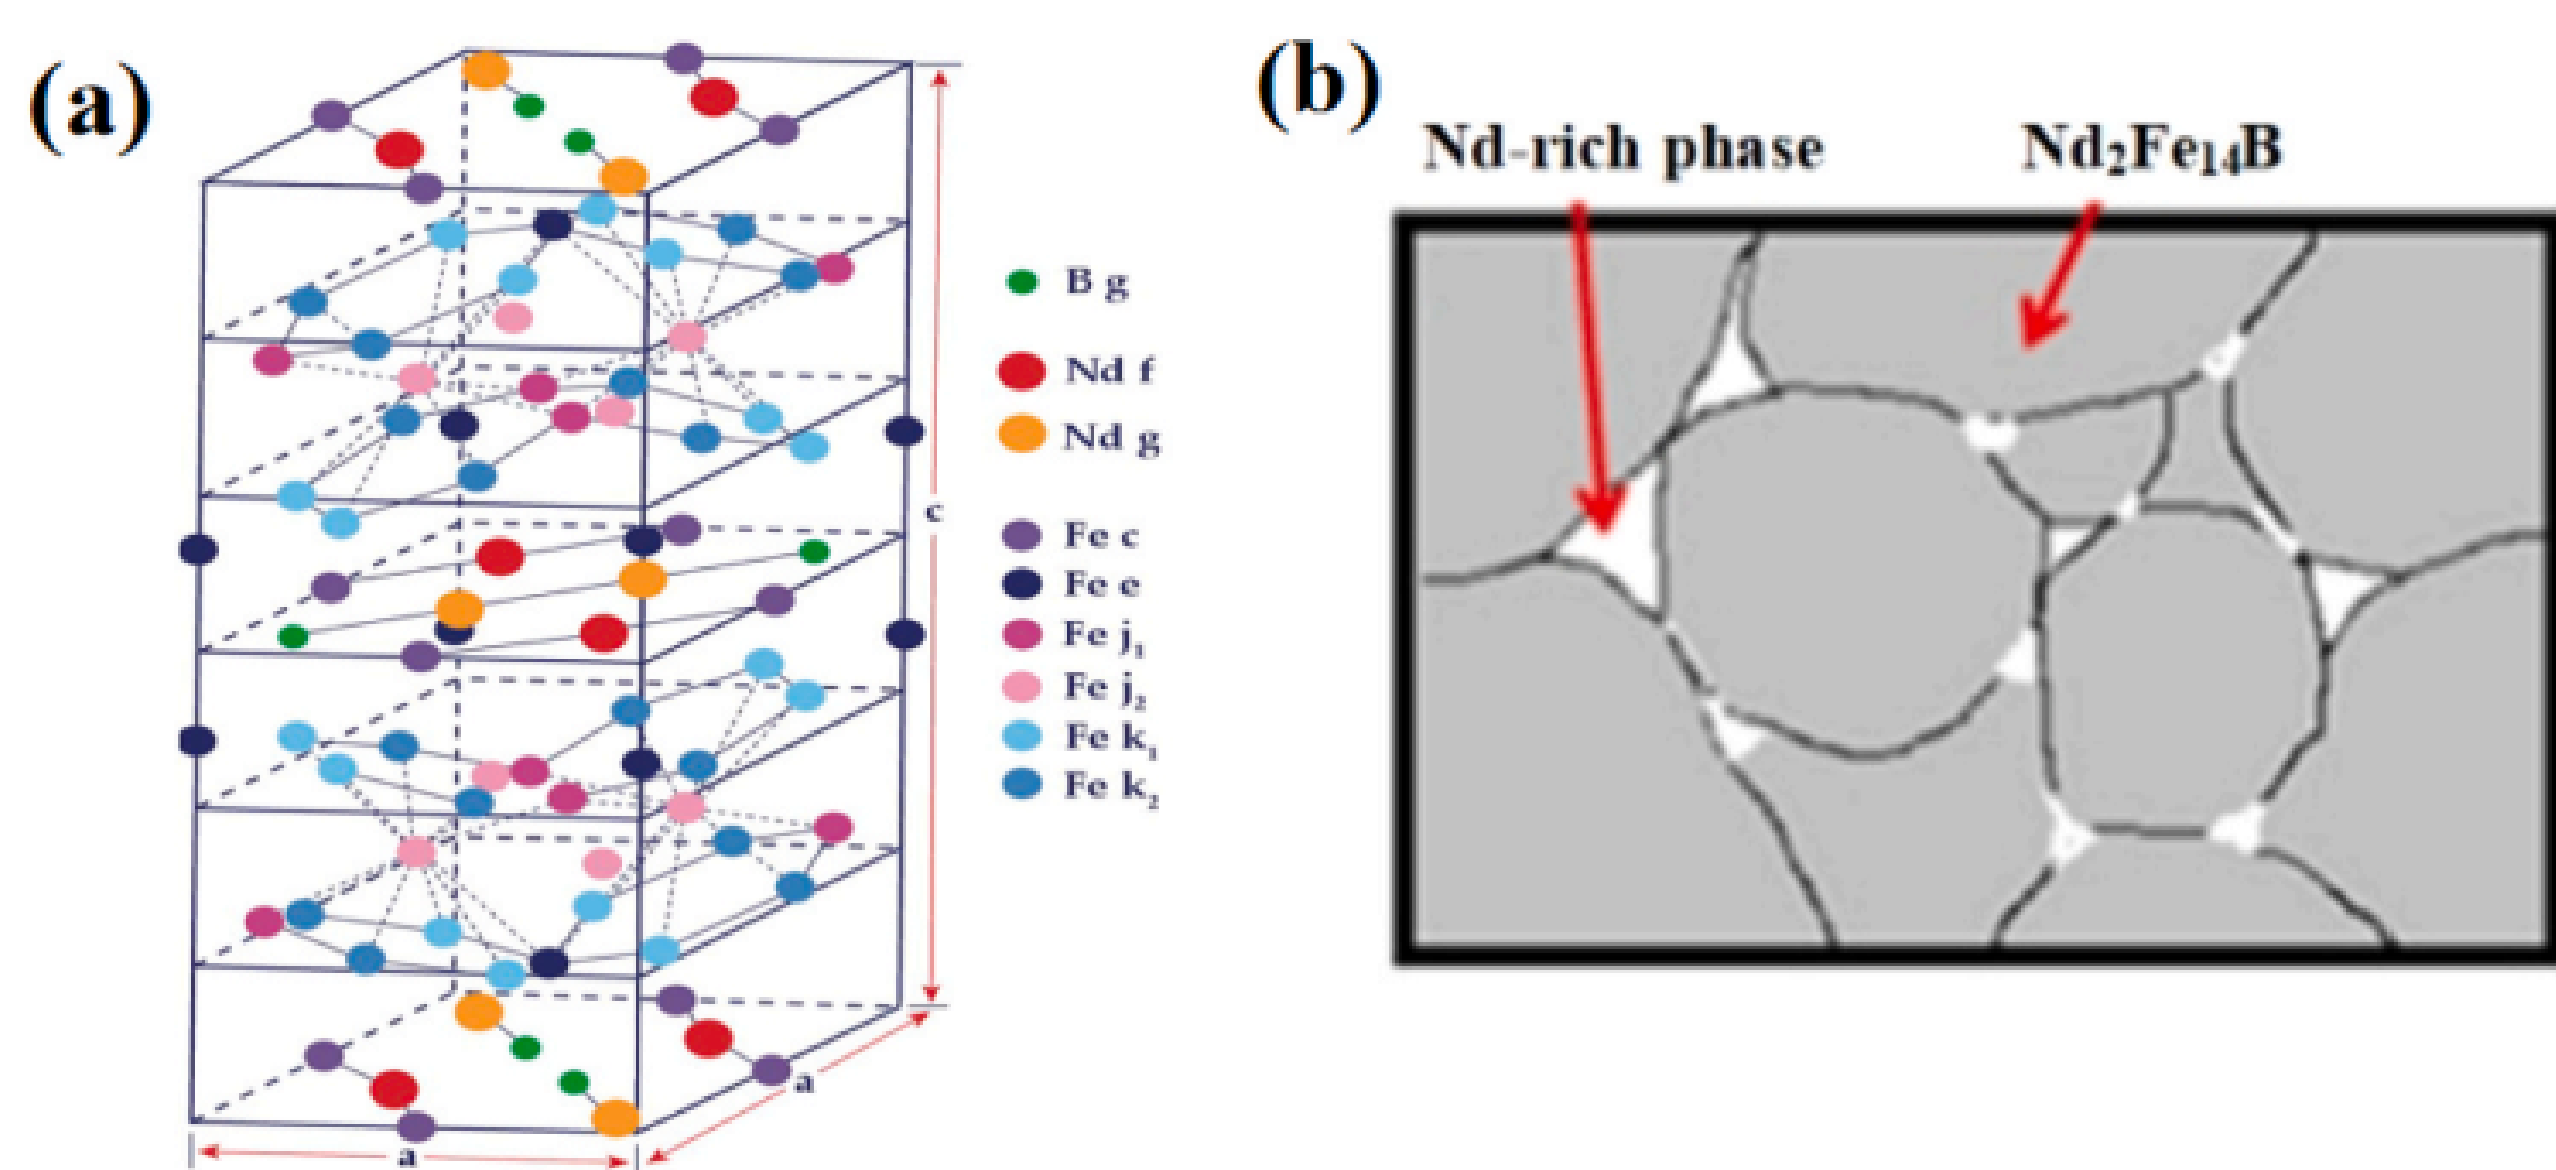 (a)
c
a
a
B g
Nd f
Nd g
Fe c
Fe e
Fe j₁
Fe j₂
Fe k₁
Fe k₂
(b)
Nd-rich phase
Nd₂Fe₁₄B